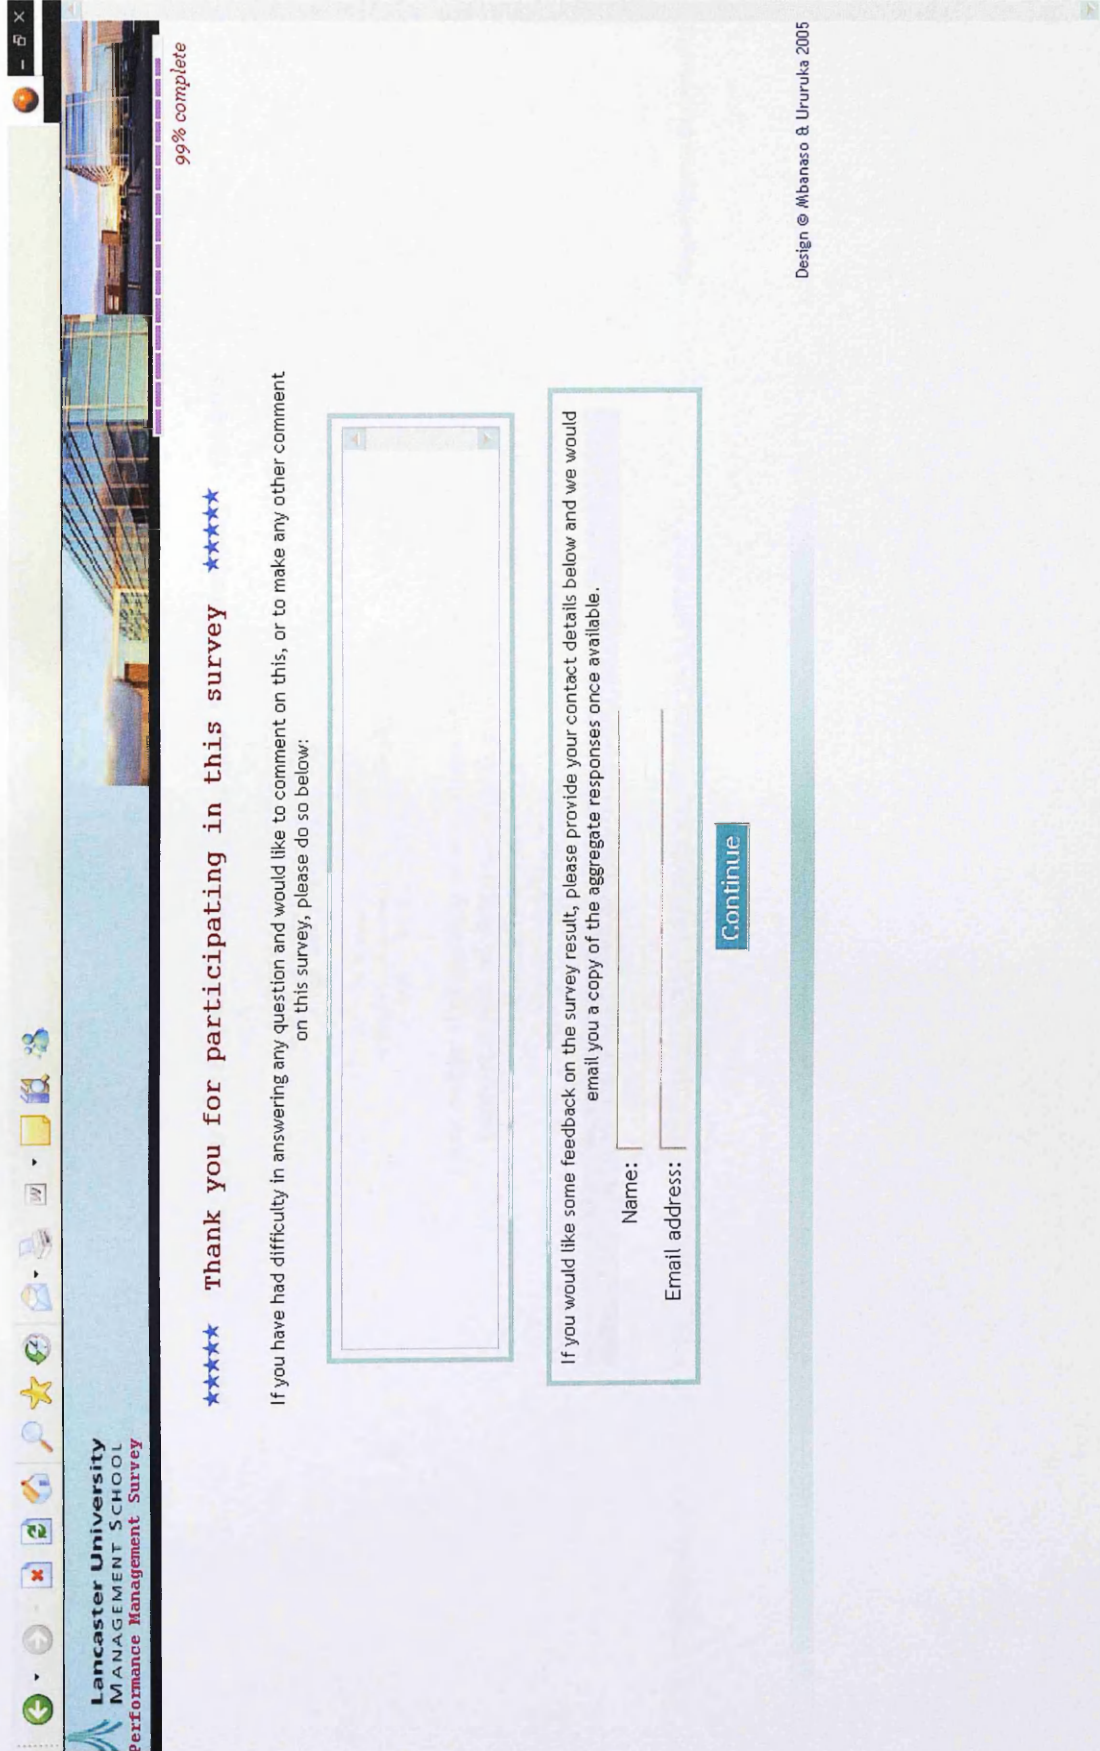 Lancaster University
MANAGEMENT SCHOOL
Performance Management Survey
99% complete
***** Thank you for participating in this survey *****
If you have had difficulty in answering any question and would like to comment on this, or to make any other comment
on this survey, please do so below:
If you would like some feedback on the survey result, please provide your contact details below and we would
email you a copy of the aggregate responses once available.
Name:
Email address:
Continue
Design © Mbanaso & Ururuka 2005